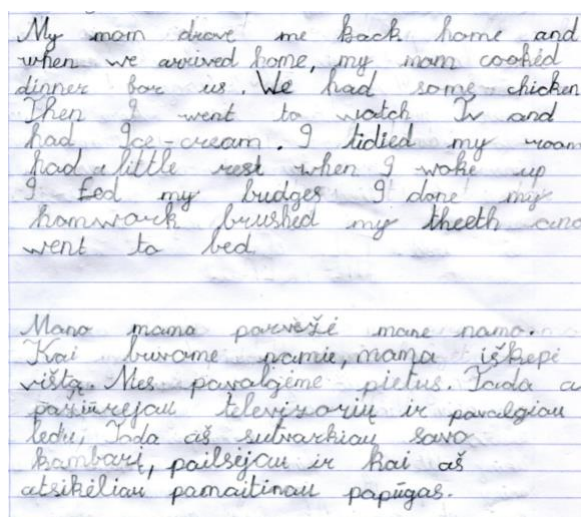 My mom drove me back home and
when we arrived home, my mom cooked
dinner for us. We had some chicken
Then I went to watch Tv and
had Ice-cream. I tidied my room
had a little rest when I woke up
I Fed my budges I done my
homwork brushed my theeth and
went to bed
Mano mama parvėžė mane namo.
Kai buvome namie, mama iškepė
vištą. Mes pavalgėme pietus. Tada a
pažiūrėjau televizorių ir pavalgiau
ledu, Tada aš sutvarkiau savo
kambari, pailsėjau ir kai aš
atsikėliau pamaitinau papūgas.